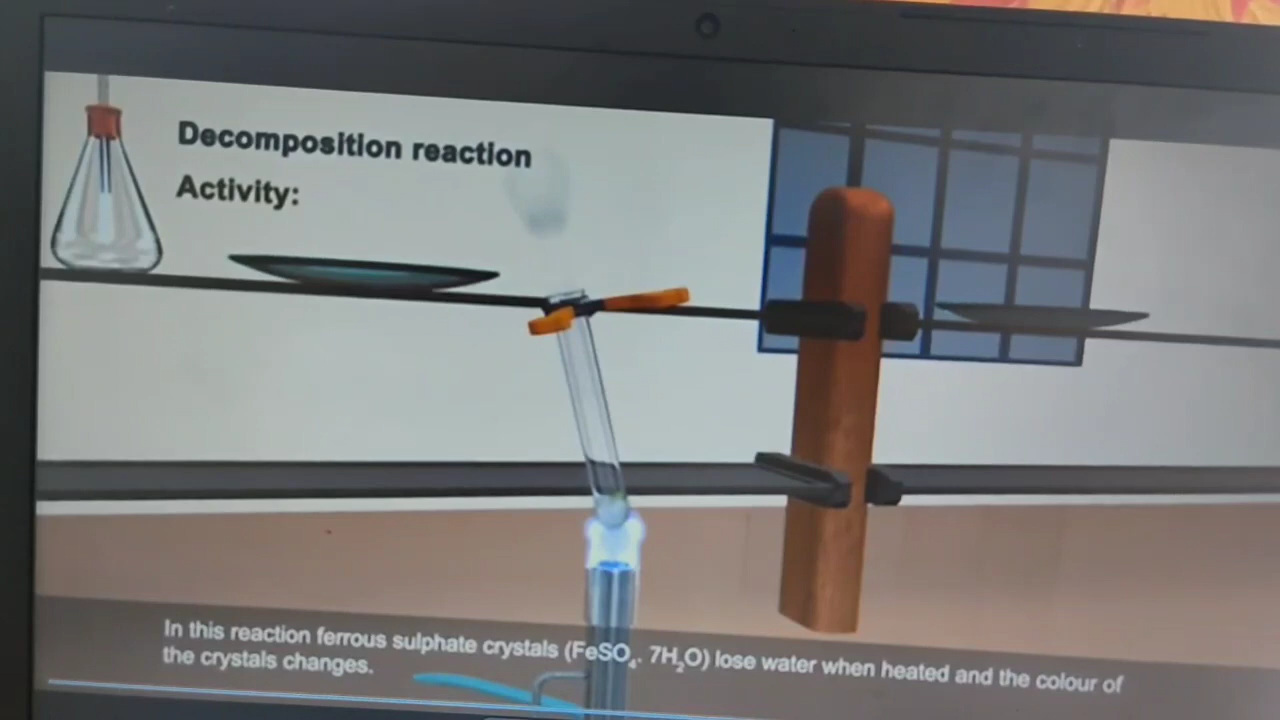 Decomposition reaction
Activity:
In this reaction ferrous sulphate crystals (FeSO₄. 7H₂O) lose water when heated and the colour of
the crystals changes.